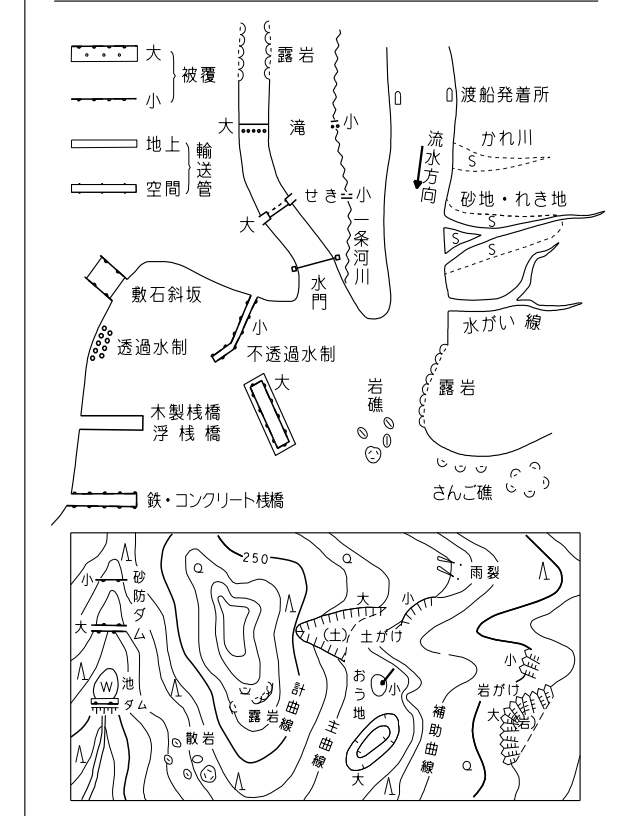 大
小
被覆
地上
空間
輸送管
露岩
大
滝
小
渡船発着所
流水方向
かれ川
S
砂地・れき地
S
S
S
せき
小
大
一条河川
水門
敷石斜坂
小
不透過水制
透過水制
大
水がい線
岩礁
露岩
木製桟橋
浮桟橋
さんご礁
鉄・コンクリート桟橋
250
Q
Q
雨裂
小
砂防ダム
大
大
小
(土)
土がけ
小
おう地
小
岩がけ
大
(岩)
W
池
ダム
計曲線
露岩
主曲線
補助曲線
散岩
大
Q